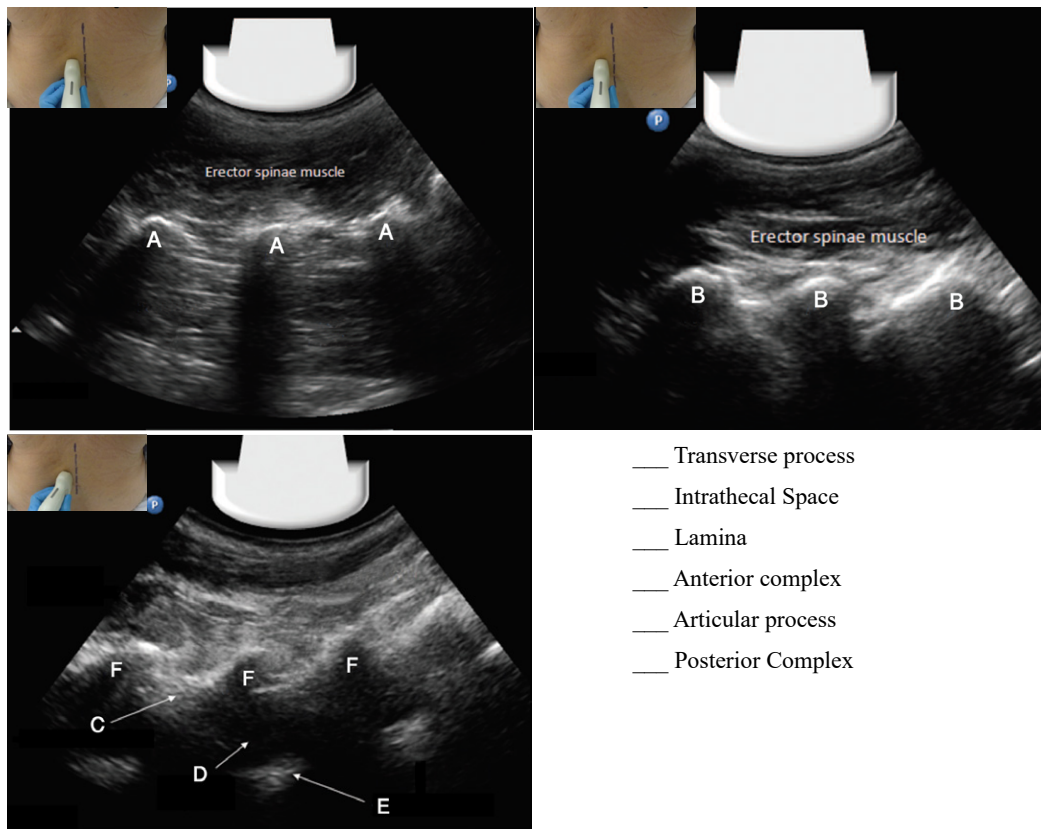 P
Erector spinae muscle
A
A
A
P
Erector spinae muscle
B
B
B
P
F
F
F
C
D
E
___ Transverse process
___ Intrathecal Space
___ Lamina
___ Anterior complex
___ Articular process
___ Posterior Complex